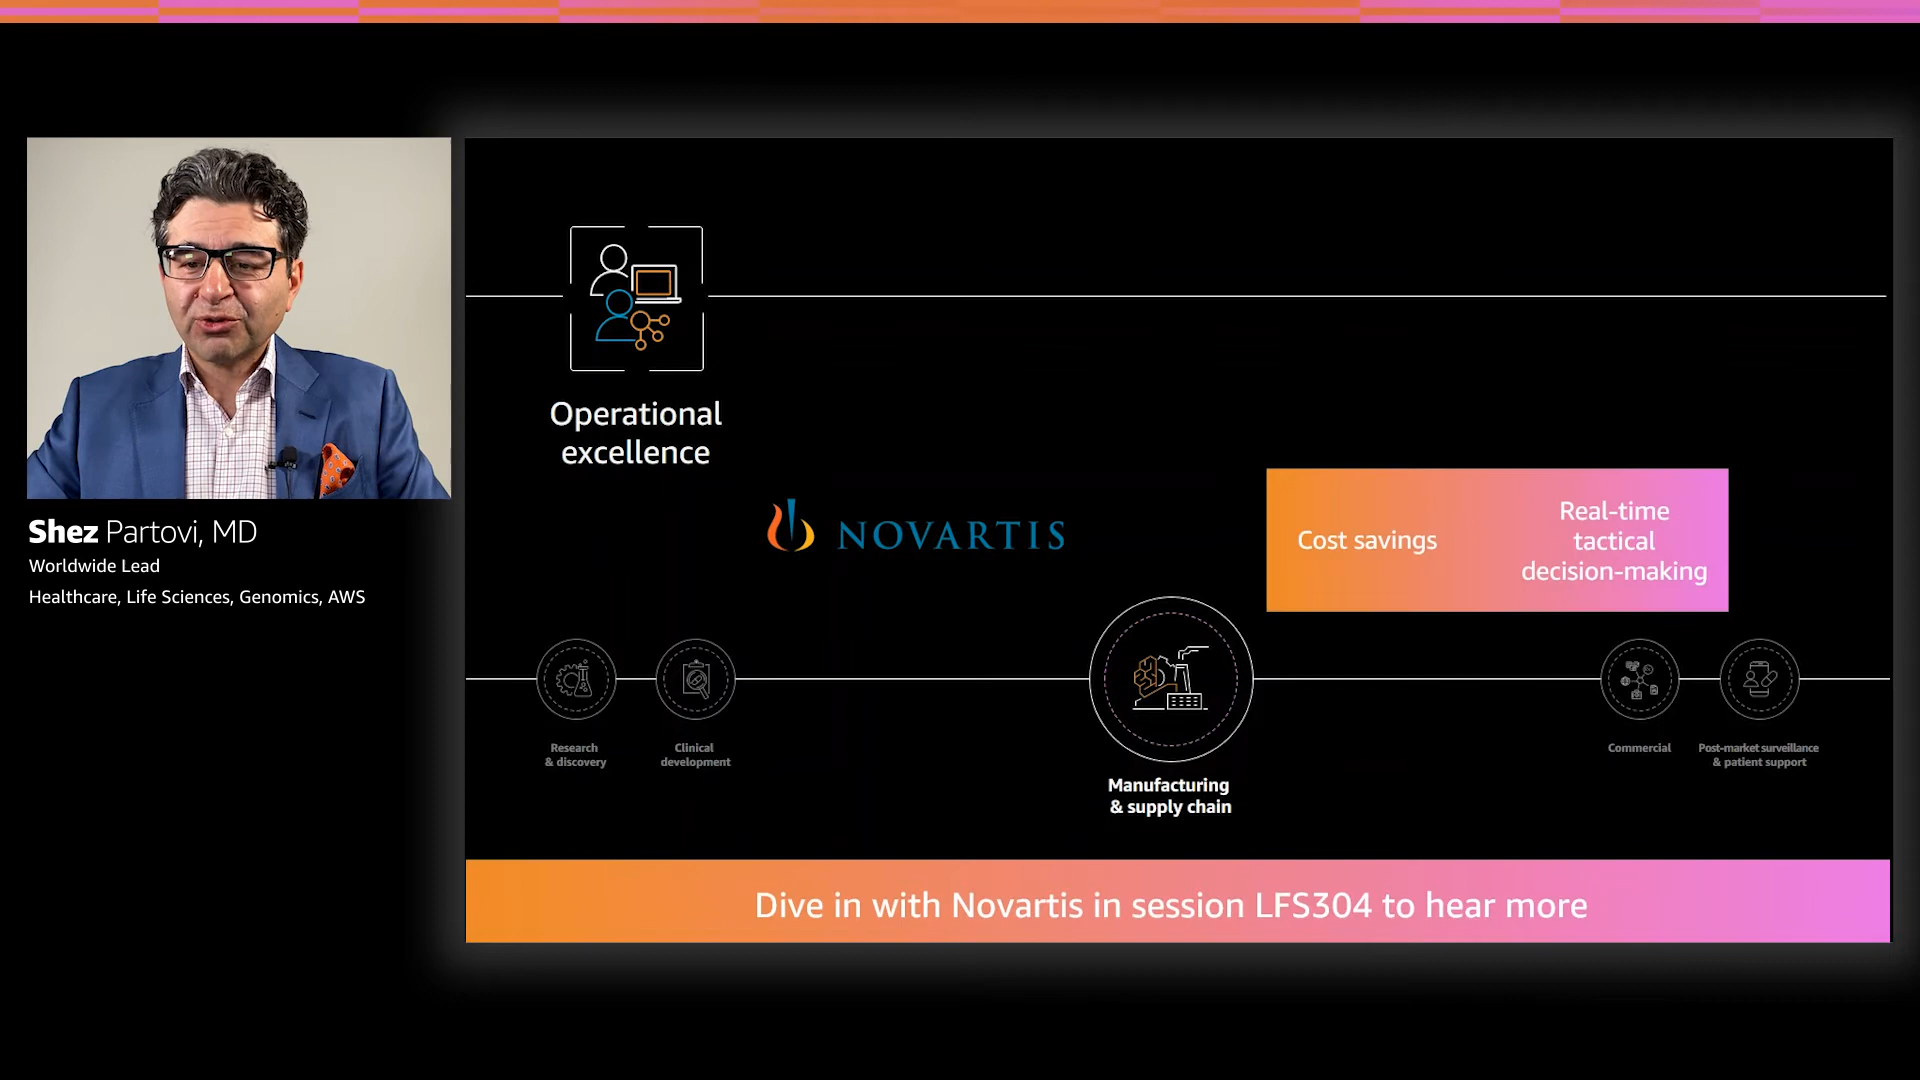 Shez Partovi, MD
Worldwide Lead
Healthcare, Life Sciences, Genomics, AWS
Operational
excellence
NOVARTIS
Cost savings
Real-time
tactical
decision-making
Research
& discovery
Clinical
development
Manufacturing
& supply chain
Commercial
Post-market surveillance
& patient support
Dive in with Novartis in session LFS304 to hear more